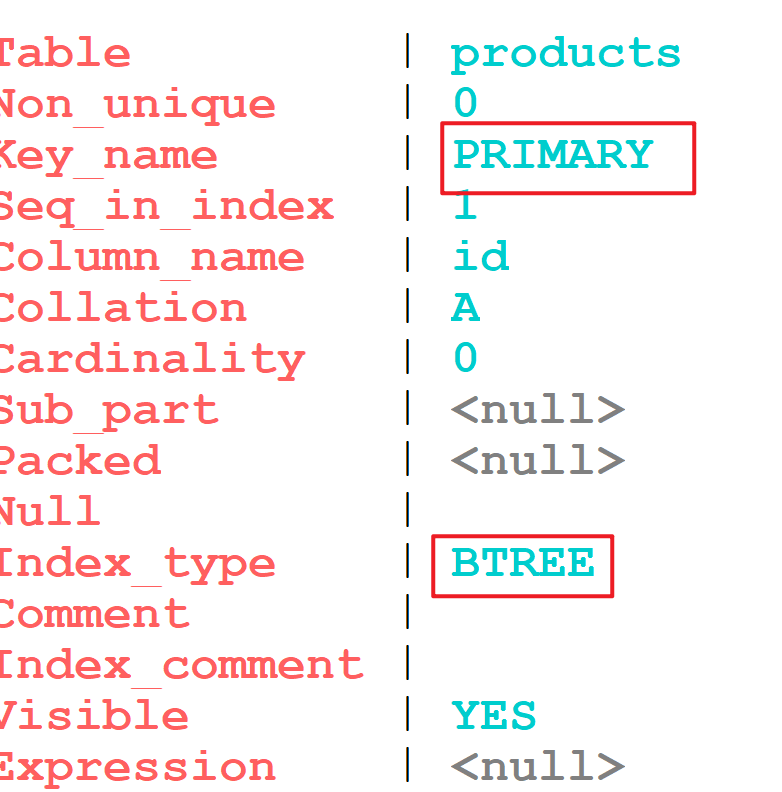 Table | products
Non_unique | 0
Key_name | PRIMARY
Seq_in_index | 1
Column_name | id
Collation | A
Cardinality | 0
Sub_part | <null>
Packed | <null>
Null |
Index_type | BTREE
Comment |
Index_comment |
Visible | YES
Expression | <null>